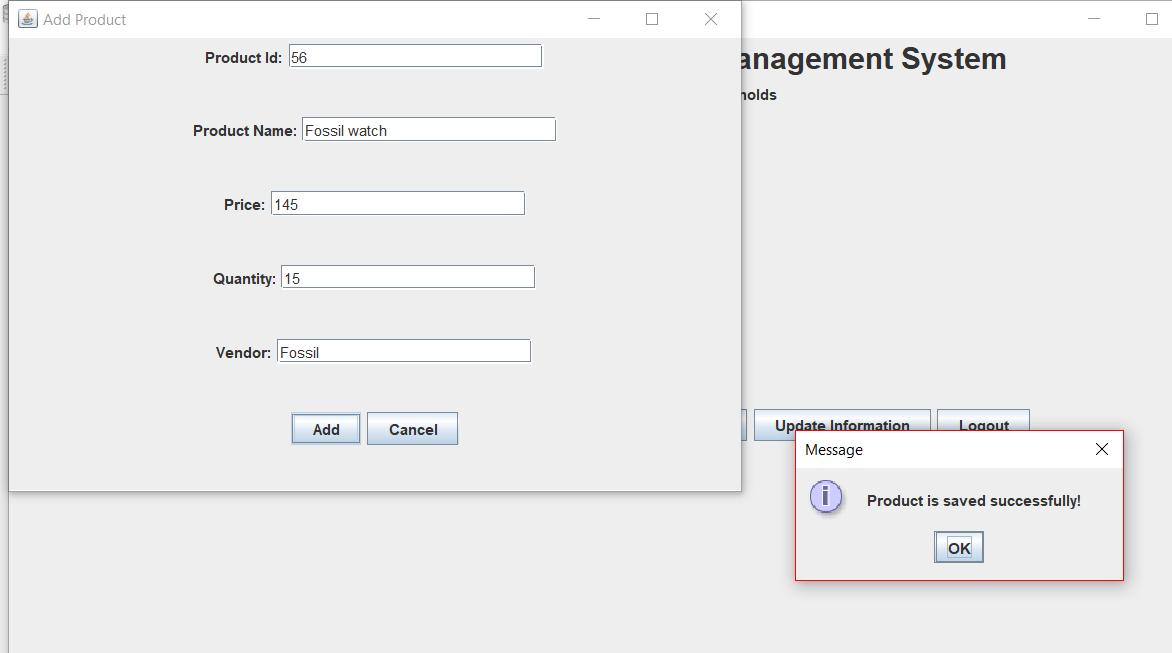 Add Product
Product Id: 56
Product Name: Fossil watch
Price: 145
Quantity: 15
Vendor: Fossil
Add Cancel
anagement System
nolds
Update Information Logout
Message
Product is saved successfully!
OK